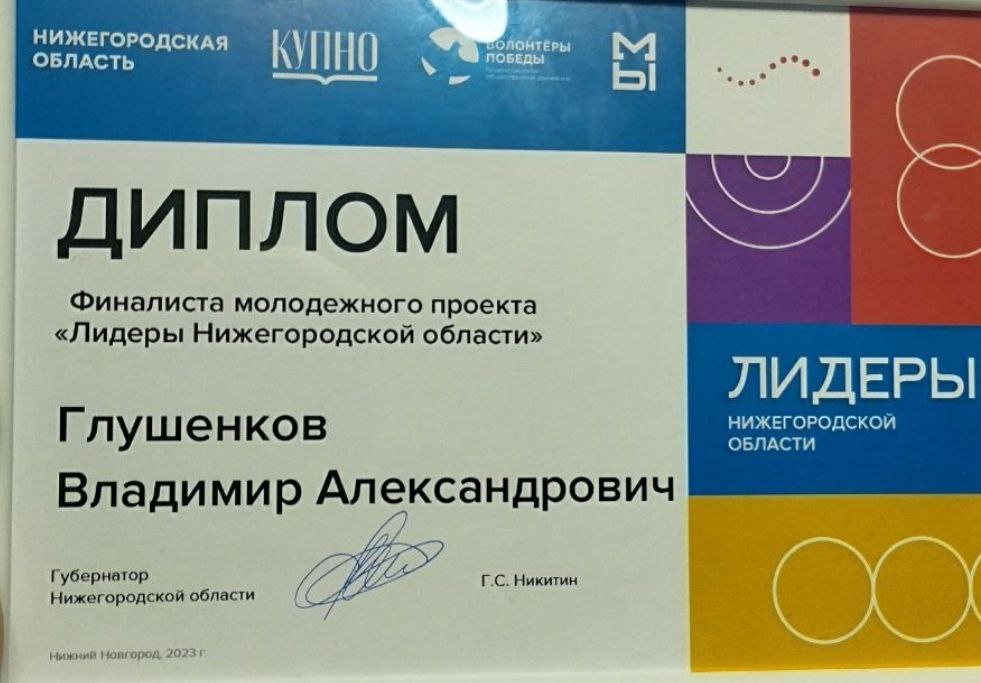 НИЖЕГОРОДСКАЯ
ОБЛАСТЬ
КУПНО
ВОЛОНТЁРЫ
ПОБЕДЫ
МЫ
ДИПЛОМ
Финалиста молодежного проекта
«Лидеры Нижегородской области»
Глушенков
Владимир Александрович
Губернатор
Нижегородской области
Г.С. Никитин
Нижний Новгород, 2023 г
ЛИДЕРЫ
НИЖЕГОРОДСКОЙ
ОБЛАСТИ